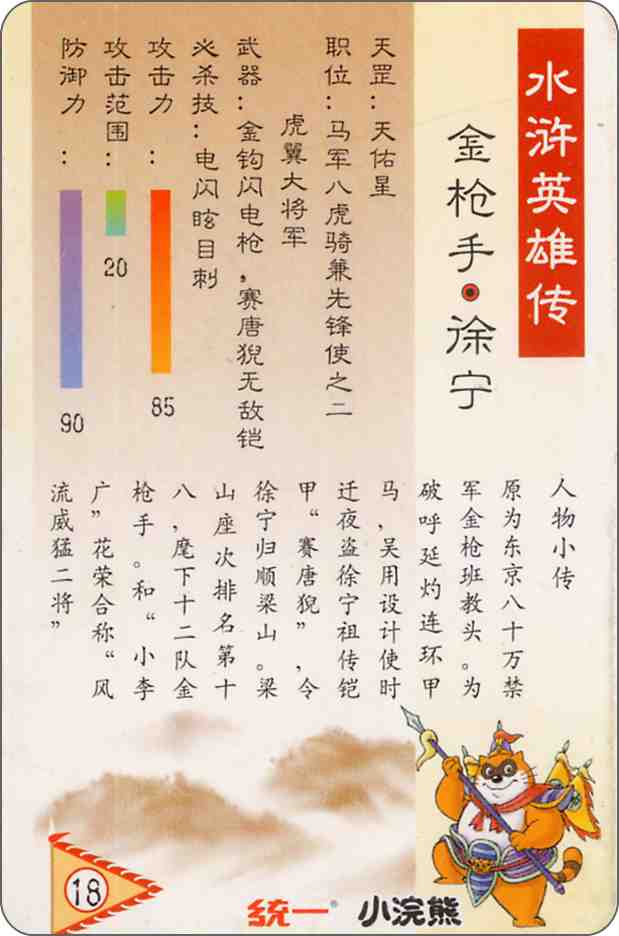 水浒英雄传
金枪手·徐宁
天罡：天佑星
职位：马军八虎骑兼先锋使之二
虎翼大将军
武器：金钩闪电枪，赛唐猊无敌铠
必杀技：电闪眩目刺
攻击力：
85
攻击范围：
20
防御力：
90
人物小传
原为东京八十万禁
军金枪班教头。为
破呼延灼连环甲
马，吴用设计使时
迁夜盗徐宁祖传铠
甲“赛唐猊”，令
徐宁归顺梁山。梁
山座次排名第十
八，麾下十二队金
枪手。和“小李
广”花荣合称“风
流威猛二将”
18
统一®
小浣熊